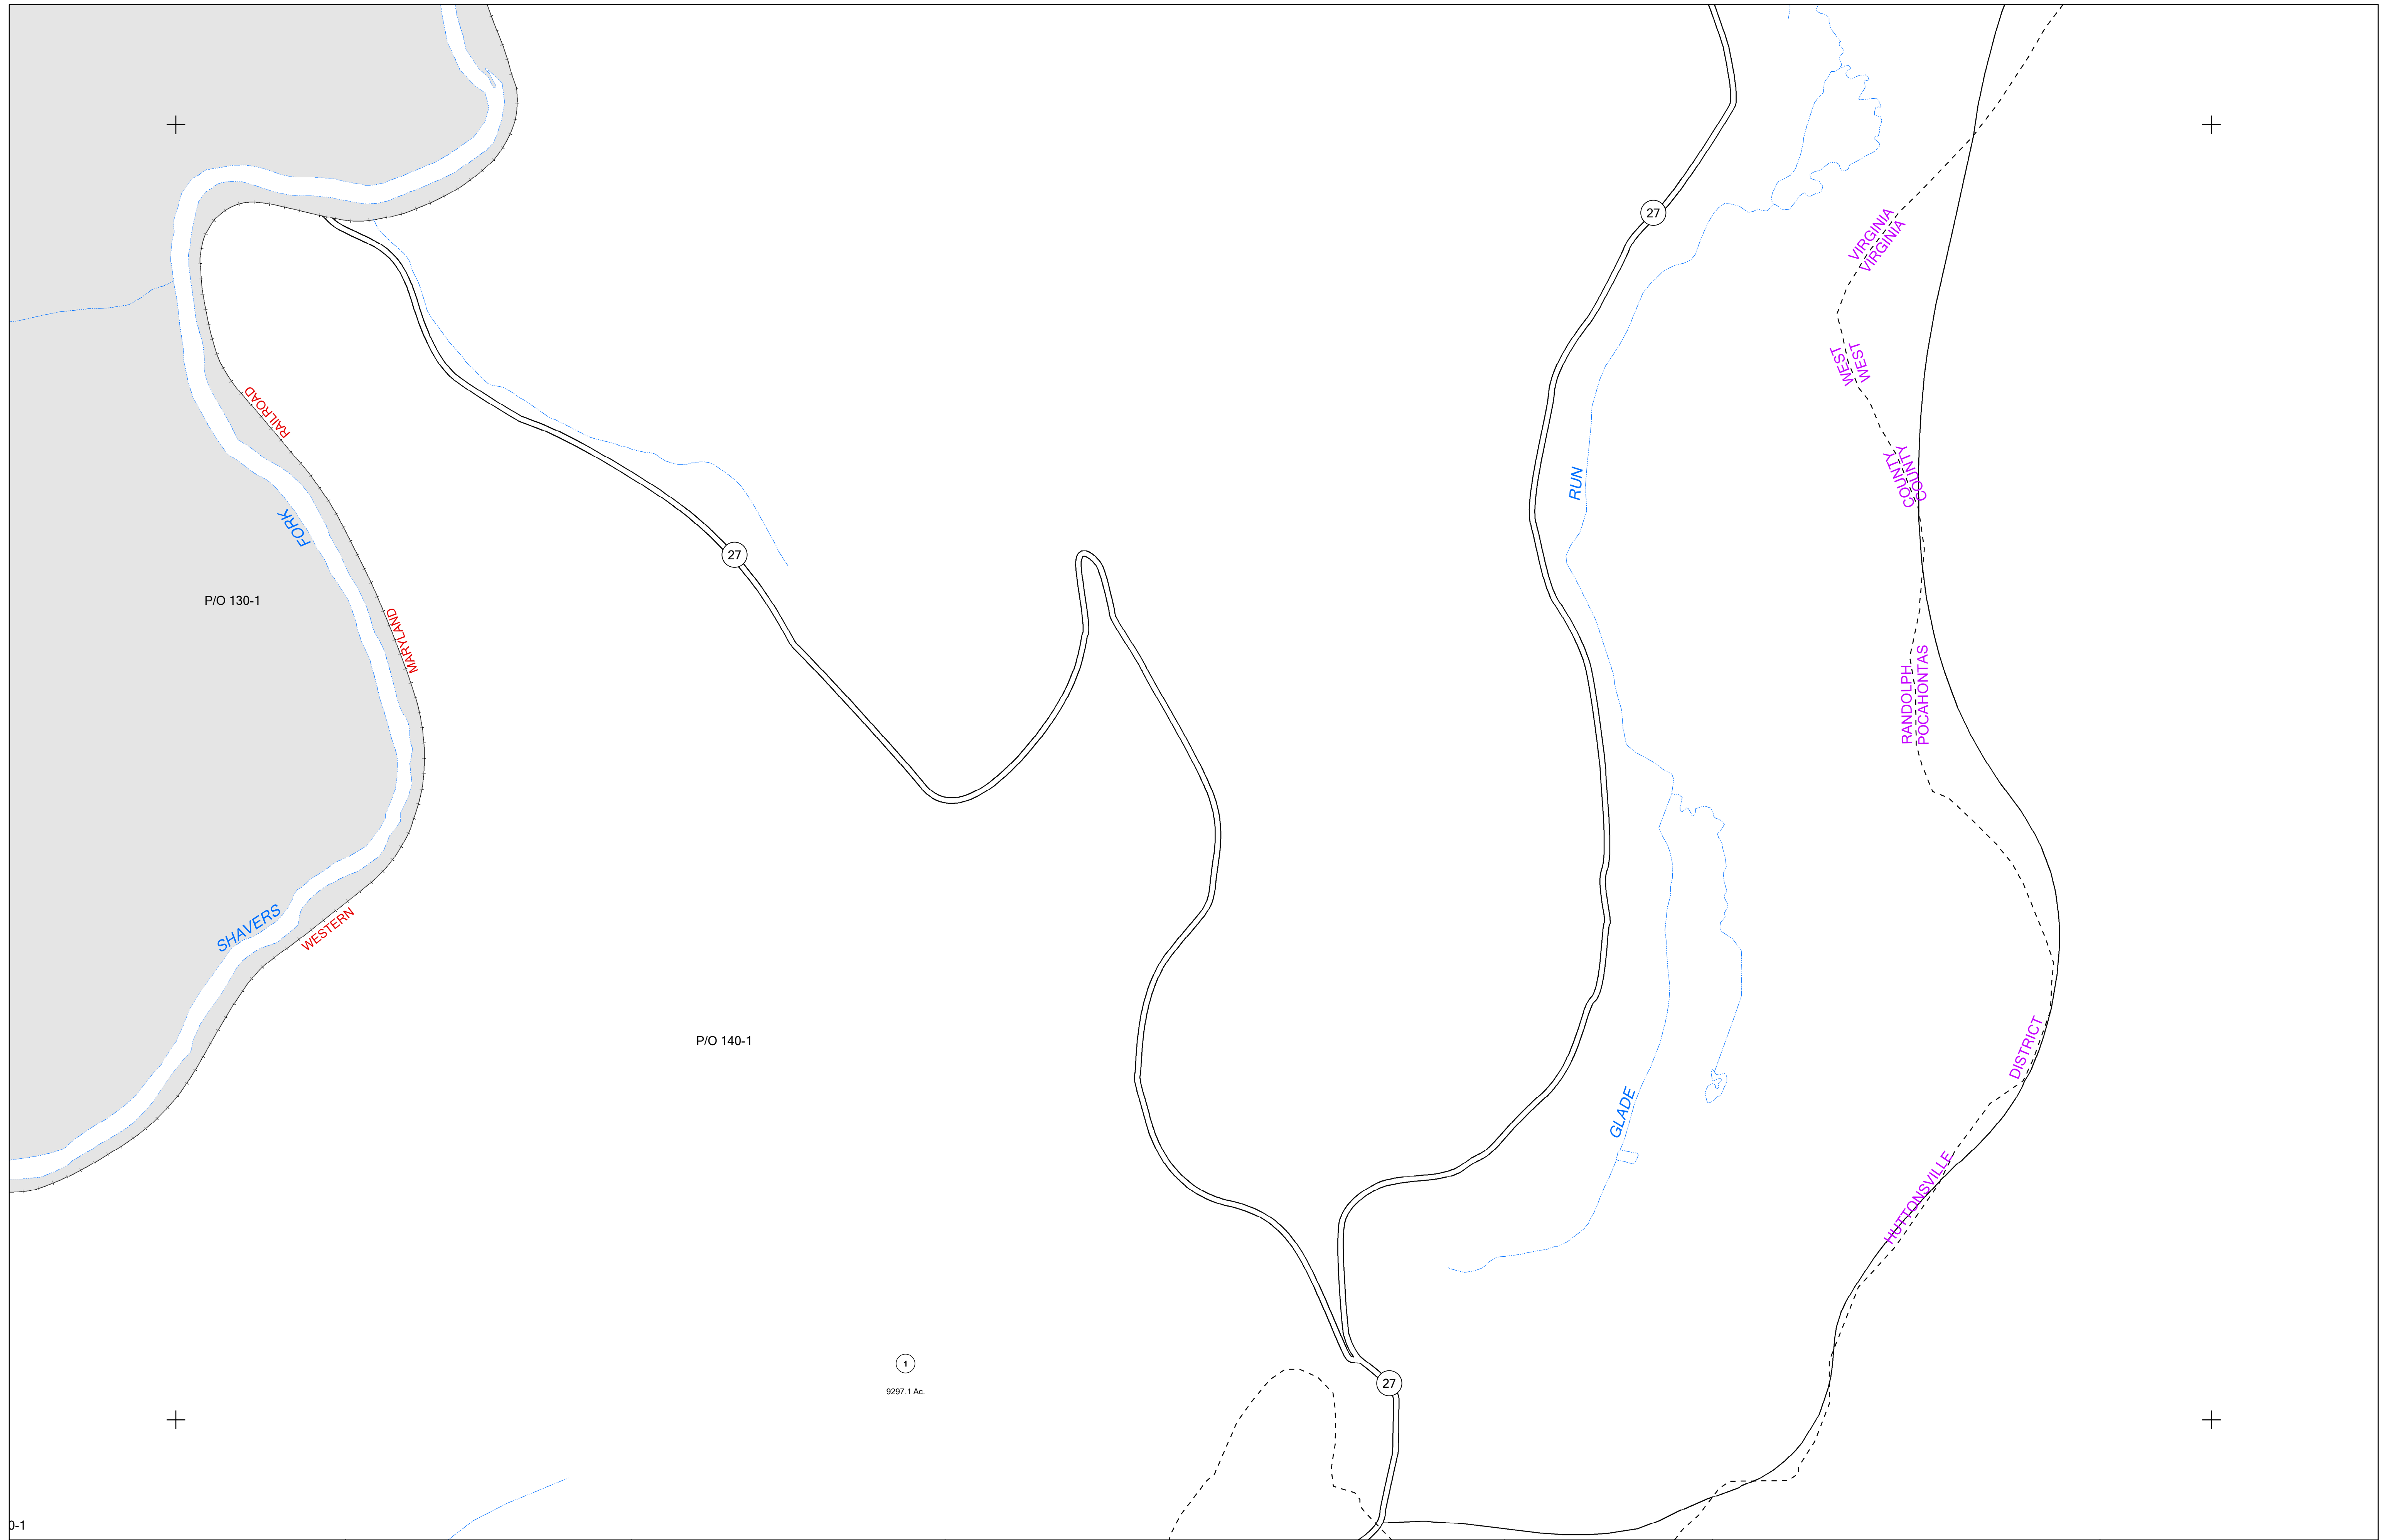 27
VIRGINIA
VIRGINIA
WEST
WEST
RAILROAD
COUNTY
COUNTY
RUN
FORK
27
P/O 130-1
MARYLAND
RANDOLPH
POCAHONTAS
SHAVERS
WESTERN
P/O 140-1
DISTRICT
GLADE
HUTTONSVILLE
1
9297.1 Ac.
27
0-1